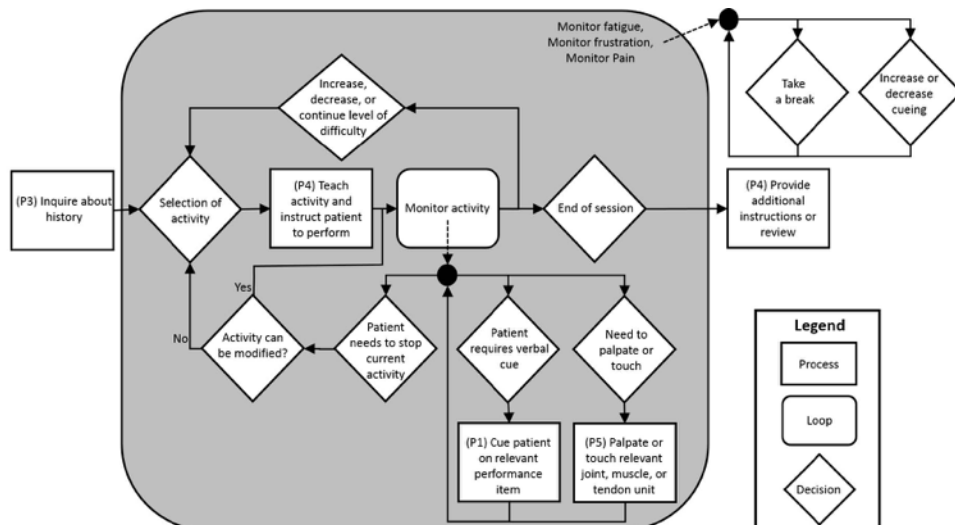 Monitor fatigue,
Monitor frustration,
Monitor Pain
Take
a break
Increase or
decrease
cueing
Increase,
decrease, or
continue level of
difficulty
(P3) Inquire about
history
Selection of
activity
(P4) Teach
activity and
instruct patient
to perform
Monitor activity
End of session
(P4) Provide
additional
instructions or
review
Yes
No
Activity can
be modified?
Patient
needs to stop
current
activity
Patient
requires verbal
cue
Need to
palpate or
touch
(P1) Cue patient
on relevant
performance
item
(P5) Palpate or
touch relevant
joint, muscle, or
tendon unit
Legend
Process
Loop
Decision